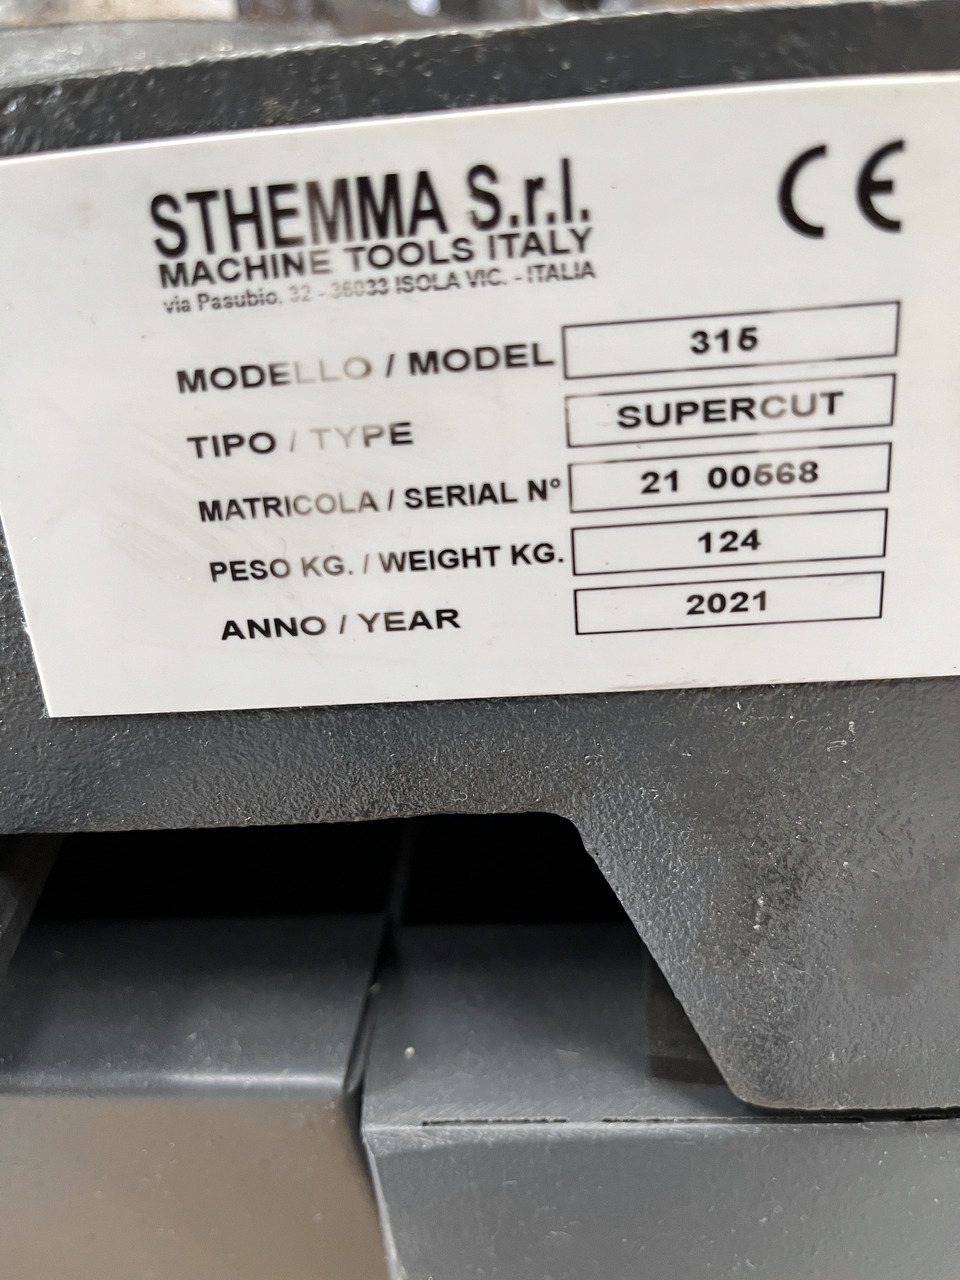 STHEMMA S.r.l.
MACHINE TOOLS ITALY
via Pasubio, 32 - 36033 ISOLA VIC. - ITALIA
CE
MODELLO / MODEL 315
TIPO / TYPE SUPERCUT
MATRICOLA / SERIAL N° 21 00568
PESO KG. / WEIGHT KG. 124
ANNO / YEAR 2021